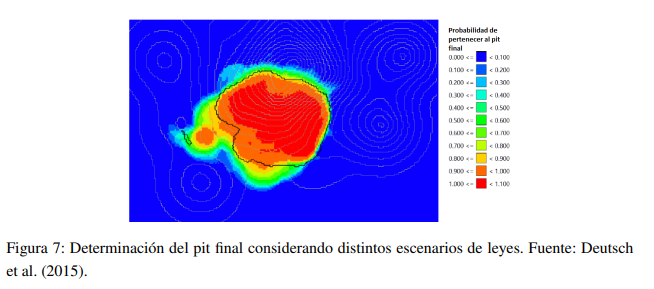 Probabilidad de
pertenecer al pit
final
0.000 <= < 0.100
0.100 <= < 0.200
0.200 <= < 0.300
0.300 <= < 0.400
0.400 <= < 0.500
0.500 <= < 0.600
0.600 <= < 0.700
0.700 <= < 0.800
0.800 <= < 0.900
0.900 <= < 1.000
1.000 <= < 1.100
Figura 7: Determinación del pit final considerando distintos escenarios de leyes. Fuente: Deutsch
et al. (2015).